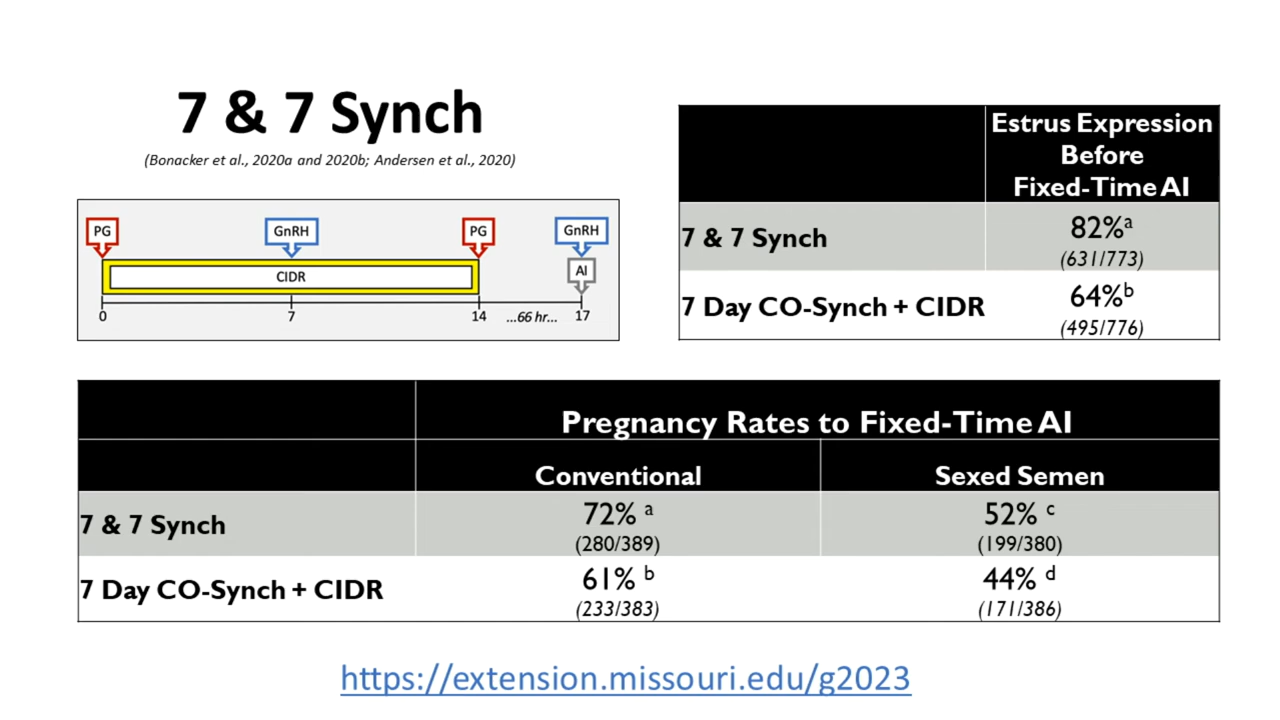 7 & 7 Synch
(Bonacker et al., 2020a and 2020b; Andersen et al., 2020)
PG GnRH PG GnRH
CIDR AI
0 7 14 ...66 hr... 17
Estrus Expression
Before
Fixed-Time AI
7 & 7 Synch 82%ᵃ
(631/773)
7 Day CO-Synch + CIDR 64%ᵇ
(495/776)
Pregnancy Rates to Fixed-Time AI
Conventional Sexed Semen
7 & 7 Synch 72% ᵃ 52% ᶜ
(280/389) (199/380)
7 Day CO-Synch + CIDR 61% ᵇ 44% ᵈ
(233/383) (171/386)
https://extension.missouri.edu/g2023